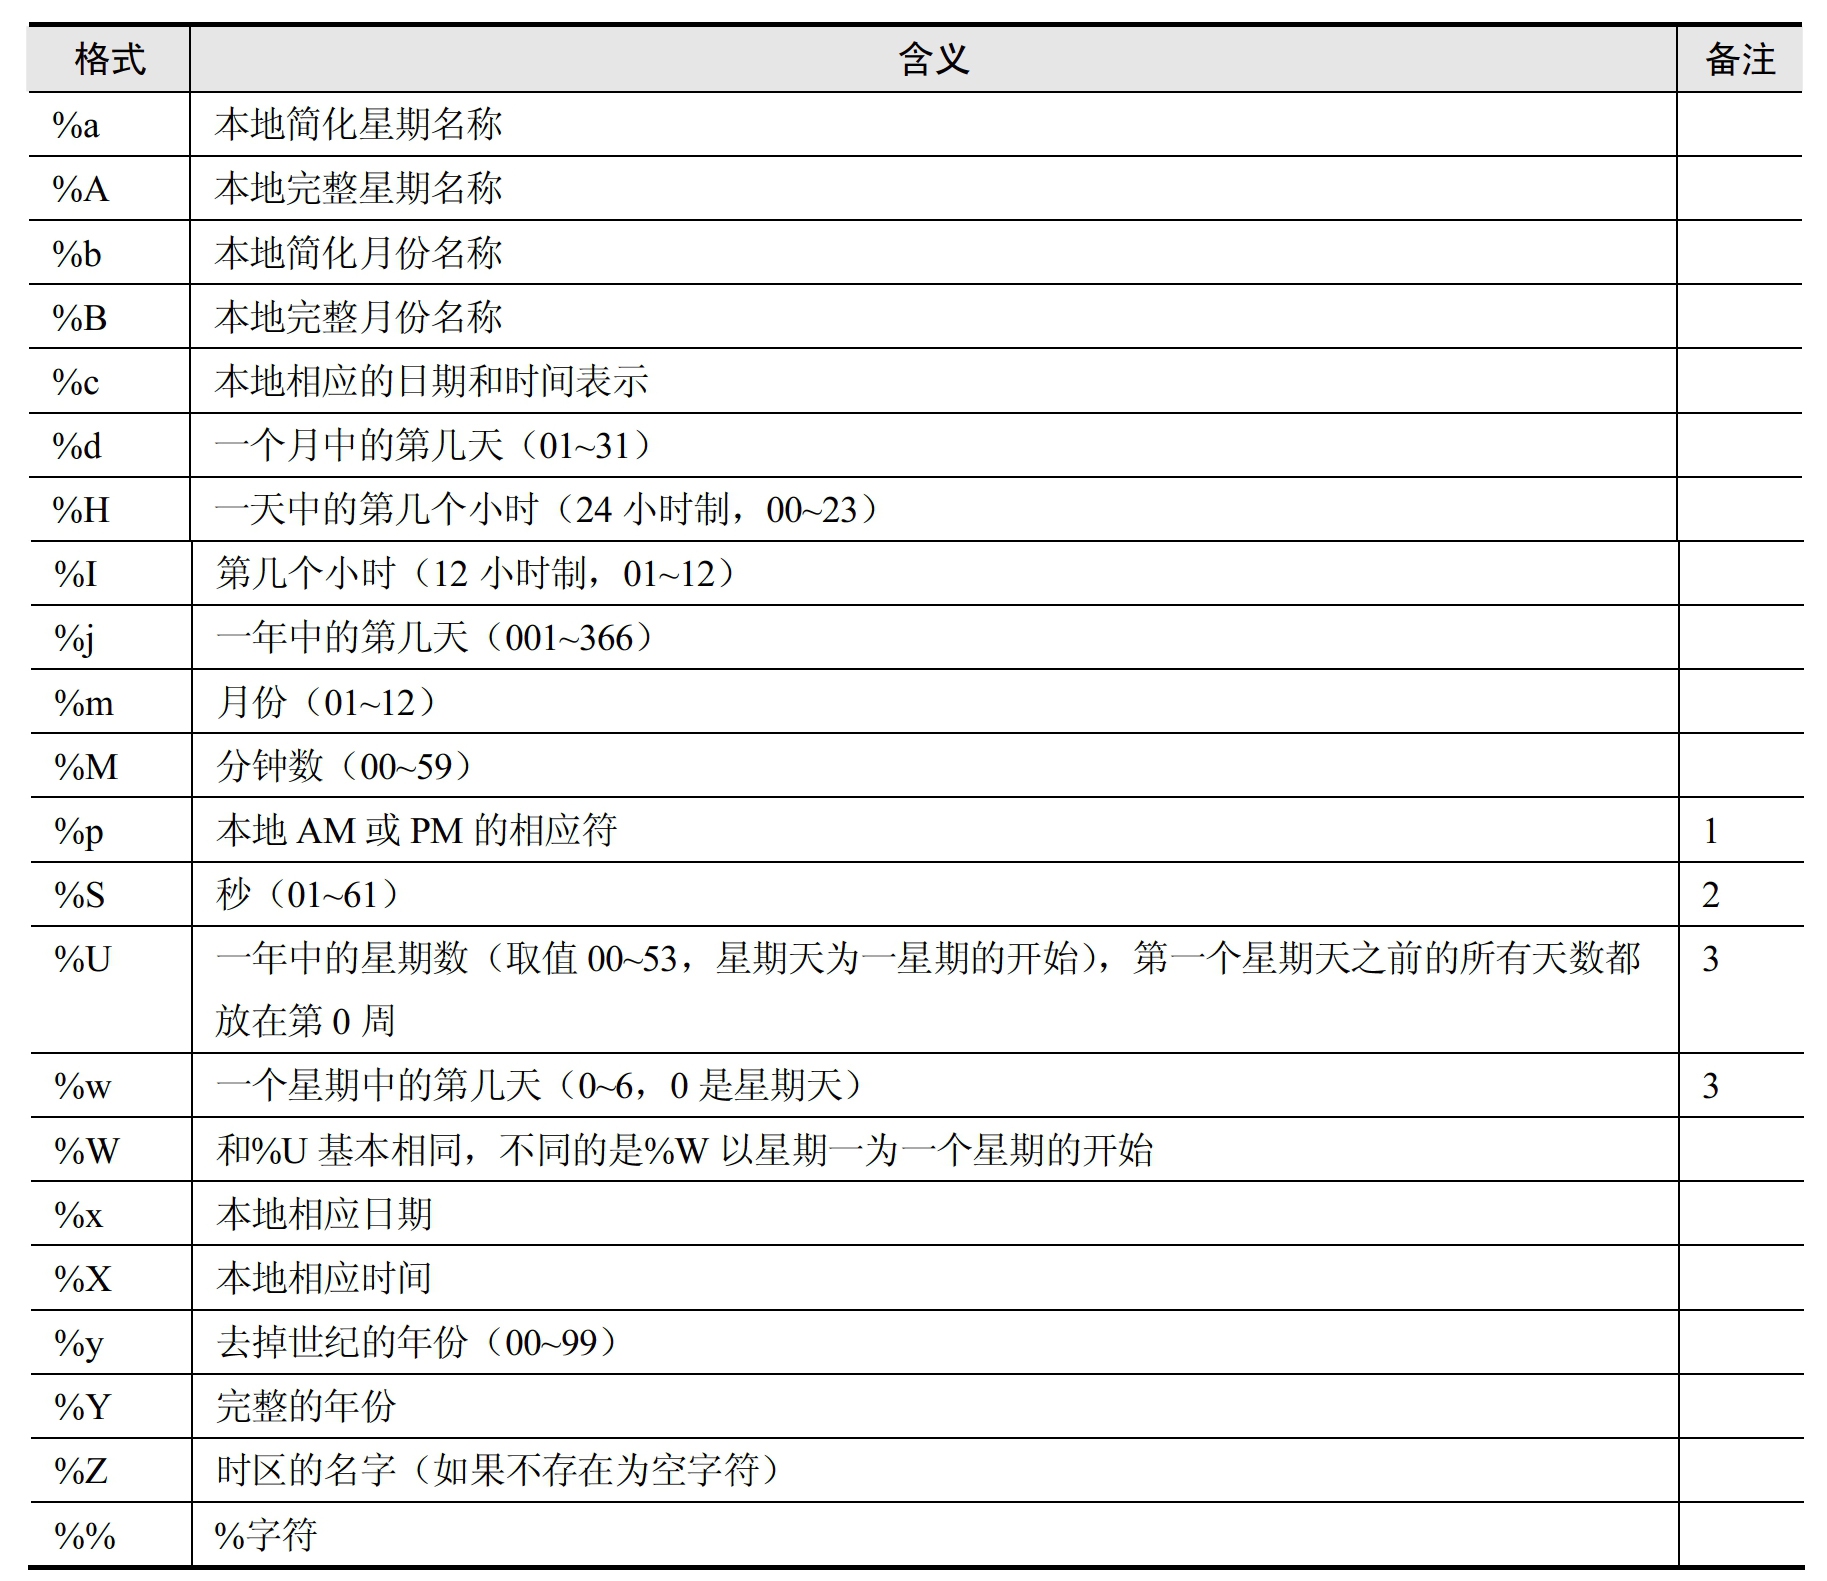 格式 含义 备注
%a 本地简化星期名称
%A 本地完整星期名称
%b 本地简化月份名称
%B 本地完整月份名称
%c 本地相应的日期和时间表示
%d 一个月中的第几天（01~31）
%H 一天中的第几个小时（24 小时制，00~23）
%I 第几个小时（12 小时制，01~12）
%j 一年中的第几天（001~366）
%m 月份（01~12）
%M 分钟数（00~59）
%p 本地 AM 或 PM 的相应符 1
%S 秒（01~61） 2
%U 一年中的星期数（取值 00~53，星期天为一星期的开始），第一个星期天之前的所有天数都 3
放在第 0 周
%w 一个星期中的第几天（0~6，0 是星期天） 3
%W 和%U 基本相同，不同的是%W 以星期一为一个星期的开始
%x 本地相应日期
%X 本地相应时间
%y 去掉世纪的年份（00~99）
%Y 完整的年份
%Z 时区的名字（如果不存在为空字符）
%% %字符